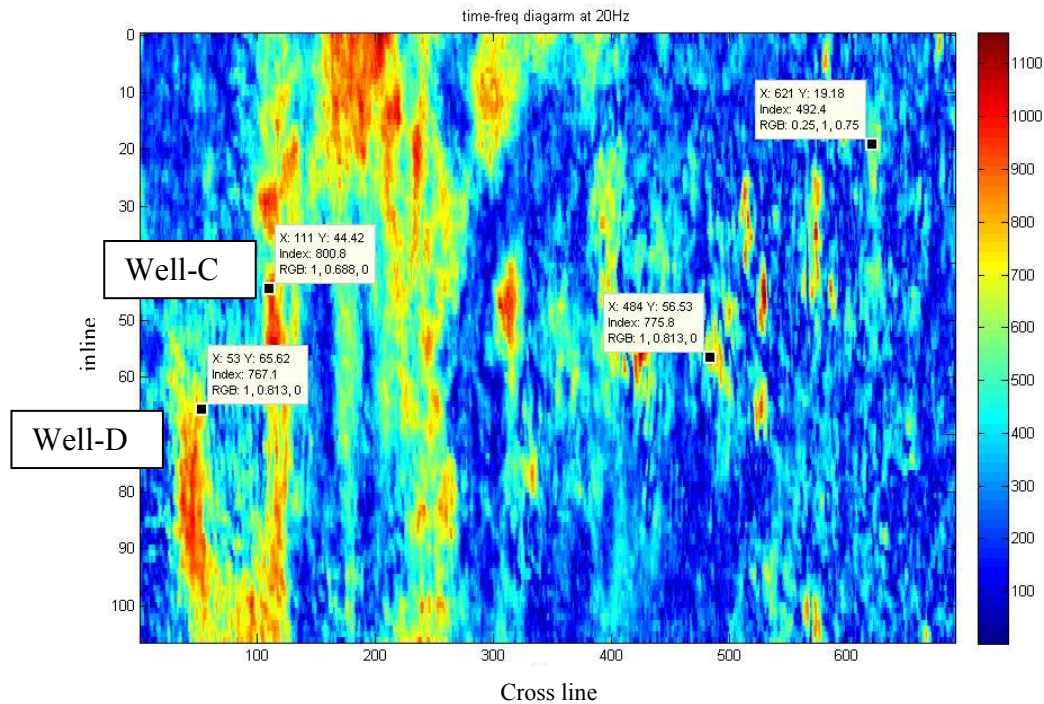 time-freq diagarm at 20Hz
0
10
20
30
40
50
60
70
80
90
100
inline
X: 621 Y: 19.18
Index: 492.4
RGB: 0.25, 1, 0.75
X: 111 Y: 44.42
Index: 800.8
RGB: 1, 0.688, 0
Well-C
X: 484 Y: 56.53
Index: 775.8
RGB: 1, 0.813, 0
X: 53 Y: 65.62
Index: 767.1
RGB: 1, 0.813, 0
Well-D
100
200
300
400
500
600
Cross line
1100
1000
900
800
700
600
500
400
300
200
100